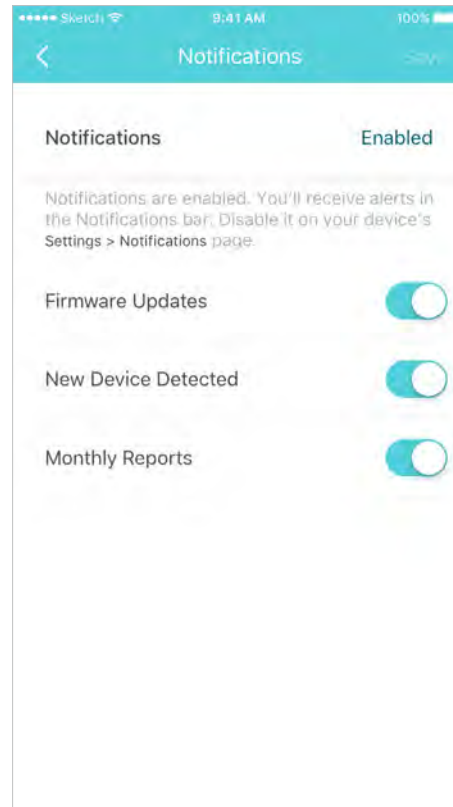 Sketch 9:41 AM 100%
Notifications Save
Notifications Enabled
Notifications are enabled. You'll receive alerts in
the Notifications bar. Disable it on your device's
Settings > Notifications page.
Firmware Updates
New Device Detected
Monthly Reports